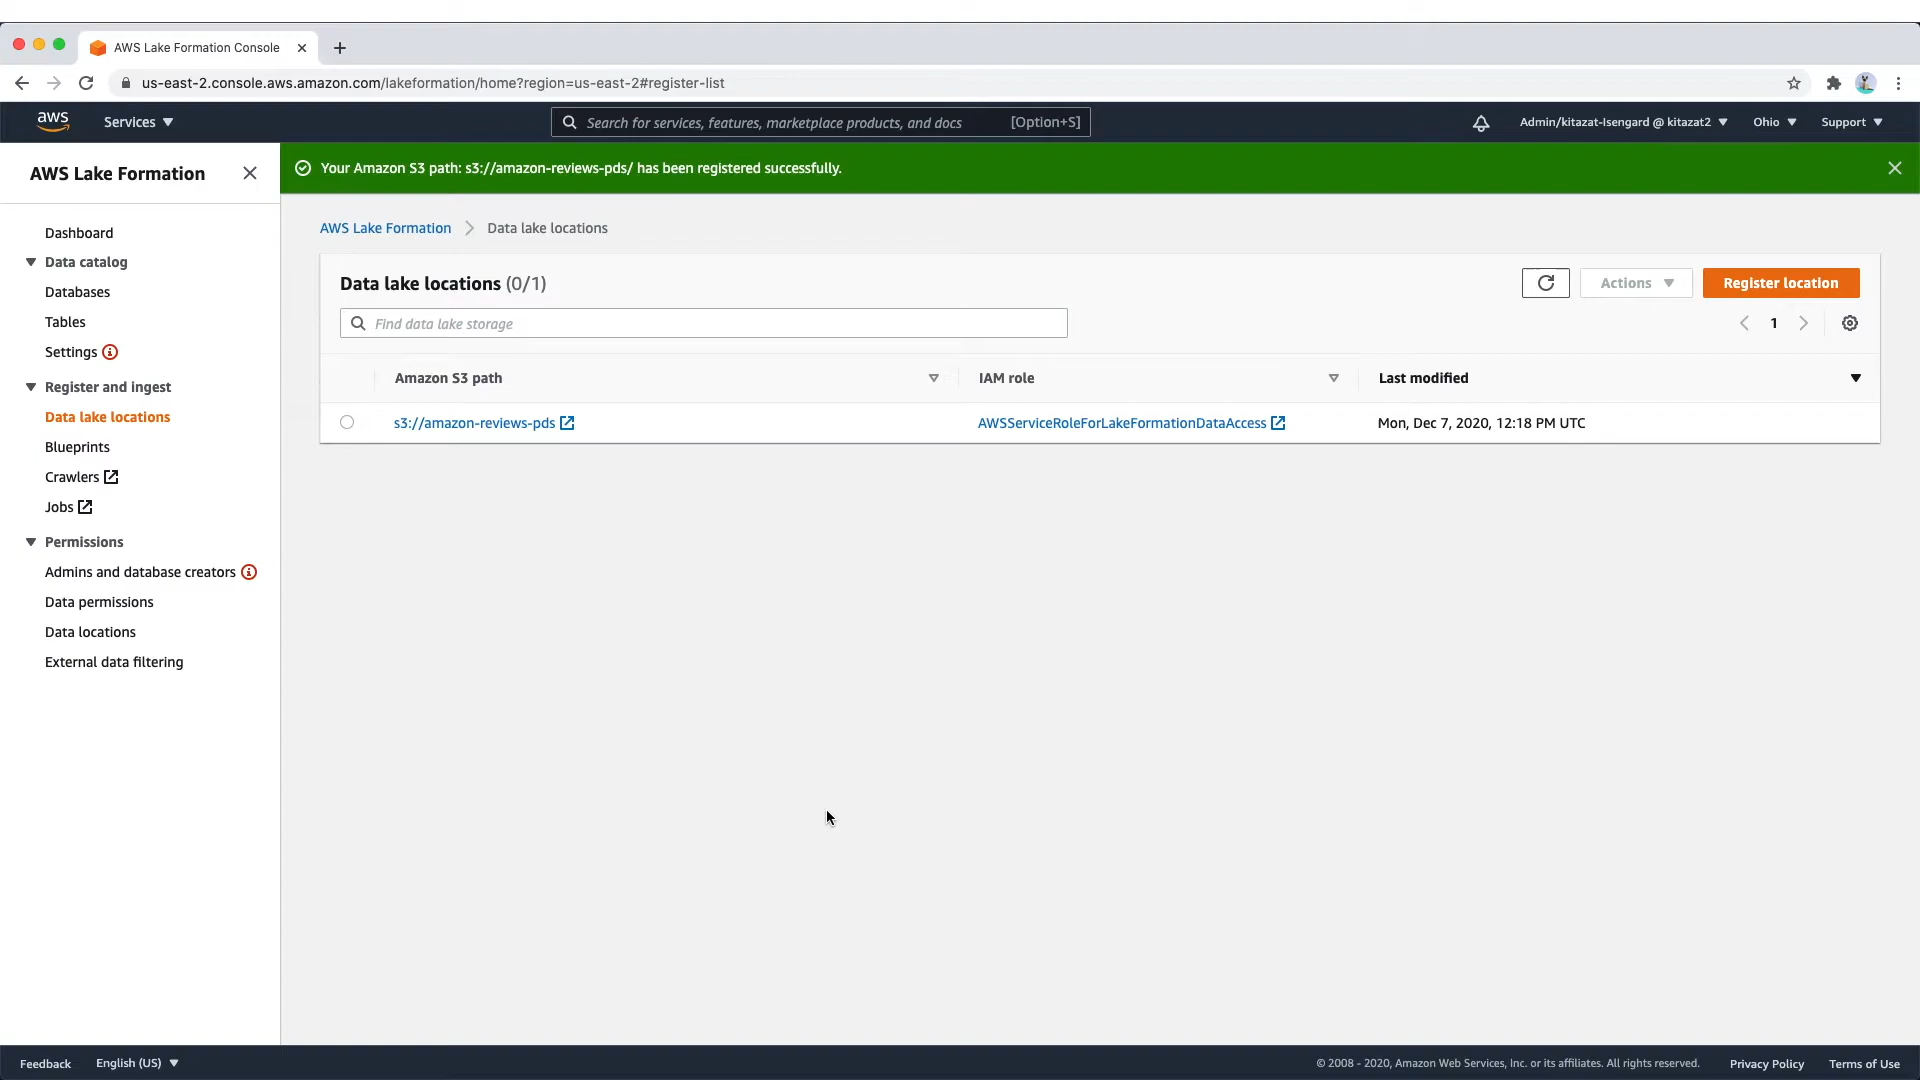 AWS Lake Formation Console
us-east-2.console.aws.amazon.com/lakeformation/home?region=us-east-2#register-list
aws Services Search for services, features, marketplace products, and docs [Option+S] Admin/kitazat-Isengard @ kitazat2 Ohio Support
AWS Lake Formation
Your Amazon S3 path: s3://amazon-reviews-pds/ has been registered successfully.
Dashboard
Data catalog
Databases
Tables
Settings
Register and ingest
Data lake locations
Blueprints
Crawlers
Jobs
Permissions
Admins and database creators
Data permissions
Data locations
External data filtering
AWS Lake Formation Data lake locations
Data lake locations (0/1) Actions Register location
Find data lake storage 1
Amazon S3 path IAM role Last modified
s3://amazon-reviews-pds AWSServiceRoleForLakeFormationDataAccess Mon, Dec 7, 2020, 12:18 PM UTC
Feedback English (US) © 2008 - 2020, Amazon Web Services, Inc. or its affiliates. All rights reserved. Privacy Policy Terms of Use